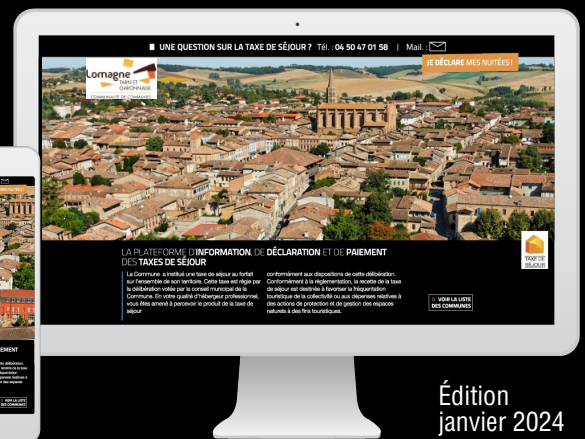 UNE QUESTION SUR LA TAXE DE SÉJOUR ? Tél. : 04 50 47 01 58 | Mail. :
JE DÉCLARE MES NUITÉES !
Lomagne
TARN-ET
GARONNAISE
COMMUNAUTÉ DE COMMUNES
LA PLATEFORME D'INFORMATION, DE DÉCLARATION ET DE PAIEMENT
DES TAXES DE SÉJOUR
La Commune a institué une taxe de séjour au forfait
sur l'ensemble de son territoire. Cette taxe est régie par
la délibération votée par le conseil municipal de la
Commune. En votre qualité d'hébergeur professionnel,
vous êtes amené à percevoir le produit de la taxe de
séjour
conformément aux dispositions de cette délibération.
Conformément à la réglementation, la recette de la taxe
de séjour est destinée à favoriser la fréquentation
touristique de la collectivité ou aux dépenses relatives à
des actions de protection et de gestion des espaces
naturels à des fins touristiques.
TAXE DE
SÉJOUR
VOIR LA LISTE
DES COMMUNES
EMENT
VOIR LA LISTE
DES COMMUNES
Édition
janvier 2024